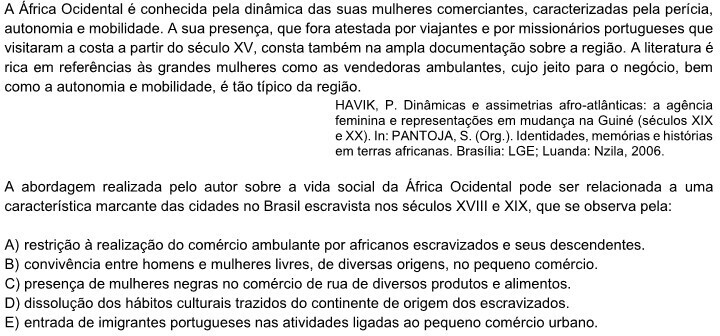 A África Ocidental é conhecida pela dinâmica das suas mulheres comerciantes, caracterizadas pela perícia,
autonomia e mobilidade. A sua presença, que fora atestada por viajantes e por missionários portugueses que
visitaram a costa a partir do século XV, consta também na ampla documentação sobre a região. A literatura é
rica em referências às grandes mulheres como as vendedoras ambulantes, cujo jeito para o negócio, bem
como a autonomia e mobilidade, é tão típico da região.
HAVIK, P. Dinâmicas e assimetrias afro-atlânticas: a agência
feminina e representações em mudança na Guiné (séculos XIX
e XX). In: PANTOJA, S. (Org.). Identidades, memórias e histórias
em terras africanas. Brasília: LGE; Luanda: Nzila, 2006.
A abordagem realizada pelo autor sobre a vida social da África Ocidental pode ser relacionada a uma
característica marcante das cidades no Brasil escravista nos séculos XVIII e XIX, que se observa pela:
A) restrição à realização do comércio ambulante por africanos escravizados e seus descendentes.
B) convivência entre homens e mulheres livres, de diversas origens, no pequeno comércio.
C) presença de mulheres negras no comércio de rua de diversos produtos e alimentos.
D) dissolução dos hábitos culturais trazidos do continente de origem dos escravizados.
E) entrada de imigrantes portugueses nas atividades ligadas ao pequeno comércio urbano.